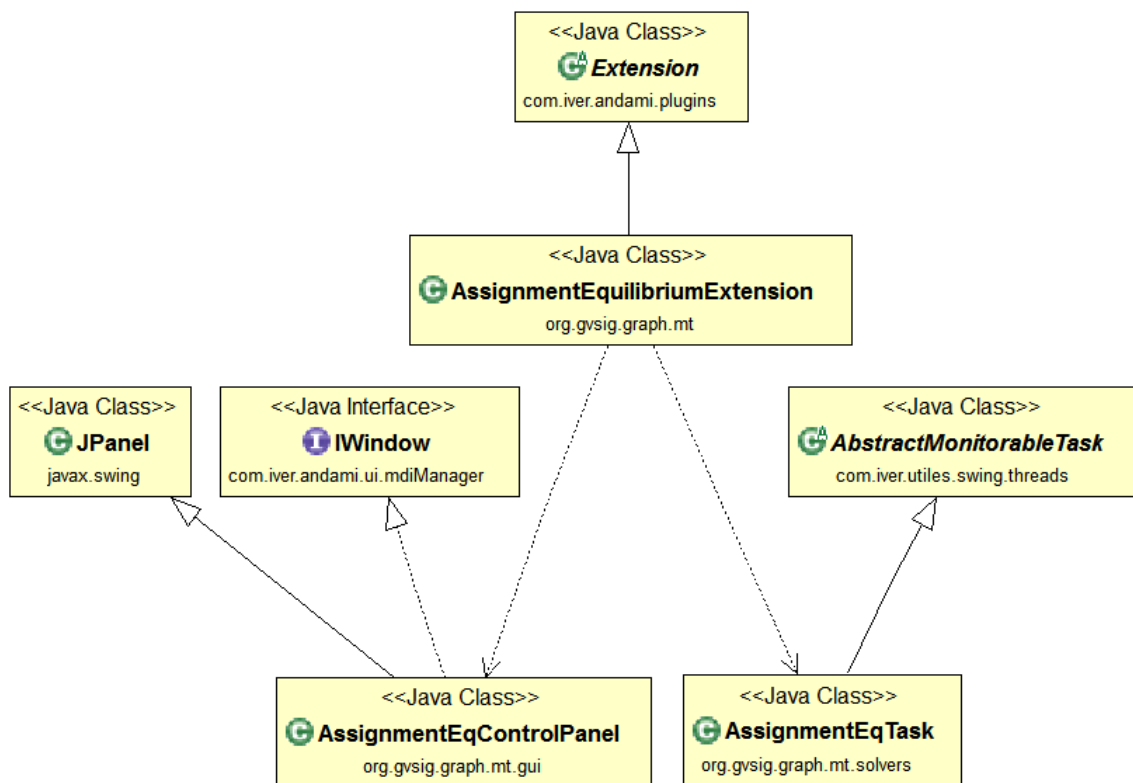 <<Java Class>>
Extension
com.iver.andami.plugins
<<Java Class>>
AssignmentEquilibriumExtension
org.gvsig.graph.mt
<<Java Class>>
JPanel
javax.swing
<<Java Interface>>
IWindow
com.iver.andami.ui.mdiManager
<<Java Class>>
AbstractMonitorableTask
com.iver.utiles.swing.threads
<<Java Class>>
AssignmentEqControlPanel
org.gvsig.graph.mt.gui
<<Java Class>>
AssignmentEqTask
org.gvsig.graph.mt.solvers